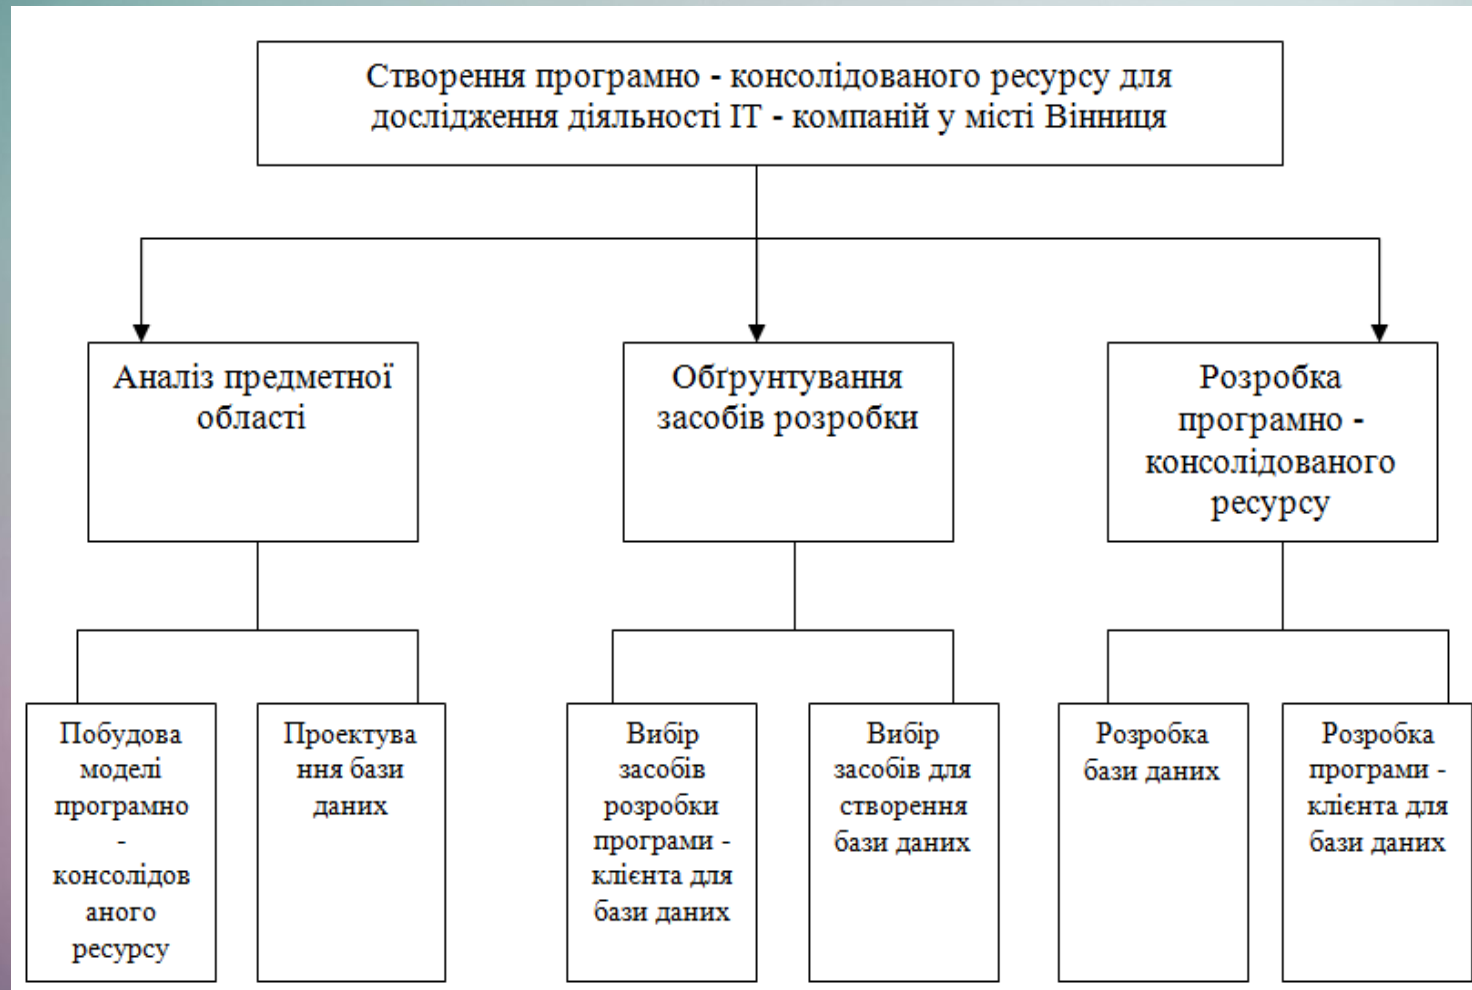 Створення програмно - консолідованого ресурсу для
дослідження діяльності ІТ - компаній у місті Вінниця
Аналіз предметної
області
Обґрунтування
засобів розробки
Розробка
програмно -
консолідованого
ресурсу
Побудова
моделі
програмно
-
консолідов
аного
ресурсу
Проектува
ння бази
даних
Вибір
засобів
розробки
програми -
клієнта для
бази даних
Вибір
засобів для
створення
бази даних
Розробка
бази даних
Розробка
програми -
клієнта для
бази даних